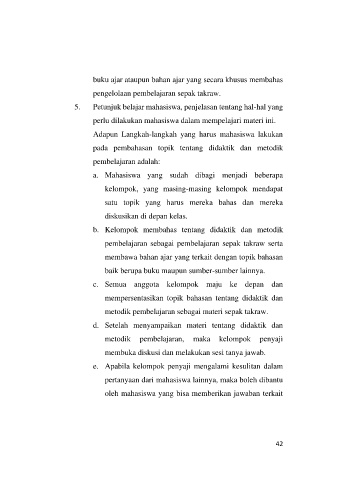 buku ajar ataupun bahan ajar yang secara khusus membahas
pengelolaan pembelajaran sepak takraw.
5. Petunjuk belajar mahasiswa, penjelasan tentang hal-hal yang
perlu dilakukan mahasiswa dalam mempelajari materi ini.
Adapun Langkah-langkah yang harus mahasiswa lakukan
pada pembahasan topik tentang didaktik dan metodik
pembelajaran adalah:
a. Mahasiswa yang sudah dibagi menjadi beberapa
kelompok, yang masing-masing kelompok mendapat
satu topik yang harus mereka bahas dan mereka
diskusikan di depan kelas.
b. Kelompok membahas tentang didaktik dan metodik
pembelajaran sebagai pembelajaran sepak takraw serta
membawa bahan ajar yang terkait dengan topik bahasan
baik berupa buku maupun sumber-sumber lainnya.
c. Semua anggota kelompok maju ke depan dan
mempersentasikan topik bahasan tentang didaktik dan
metodik pembelajaran sebagai materi sepak takraw.
d. Setelah menyampaikan materi tentang didaktik dan
metodik pembelajaran, maka kelompok penyaji
membuka diskusi dan melakukan sesi tanya jawab.
e. Apabila kelompok penyaji mengalami kesulitan dalam
pertanyaan dari mahasiswa lainnya, maka boleh dibantu
oleh mahasiswa yang bisa memberikan jawaban terkait
42